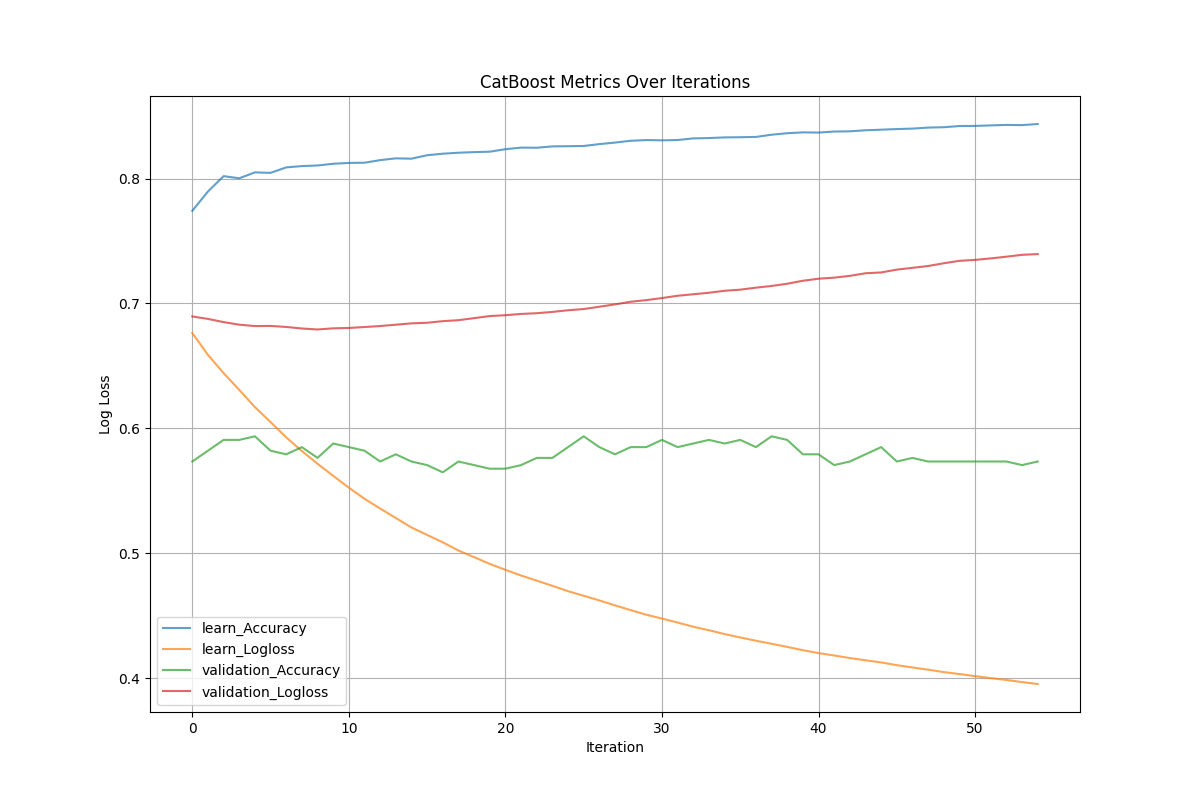 CatBoost Metrics Over Iterations
Log Loss
0.8
0.7
0.6
0.5
0.4
learn_Accuracy
learn_Logloss
validation_Accuracy
validation_Logloss
0 10 20 30 40 50
Iteration